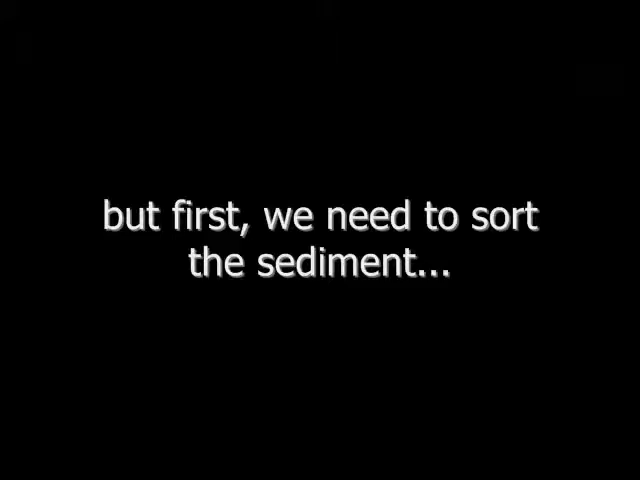 but first, we need to sort
the sediment...